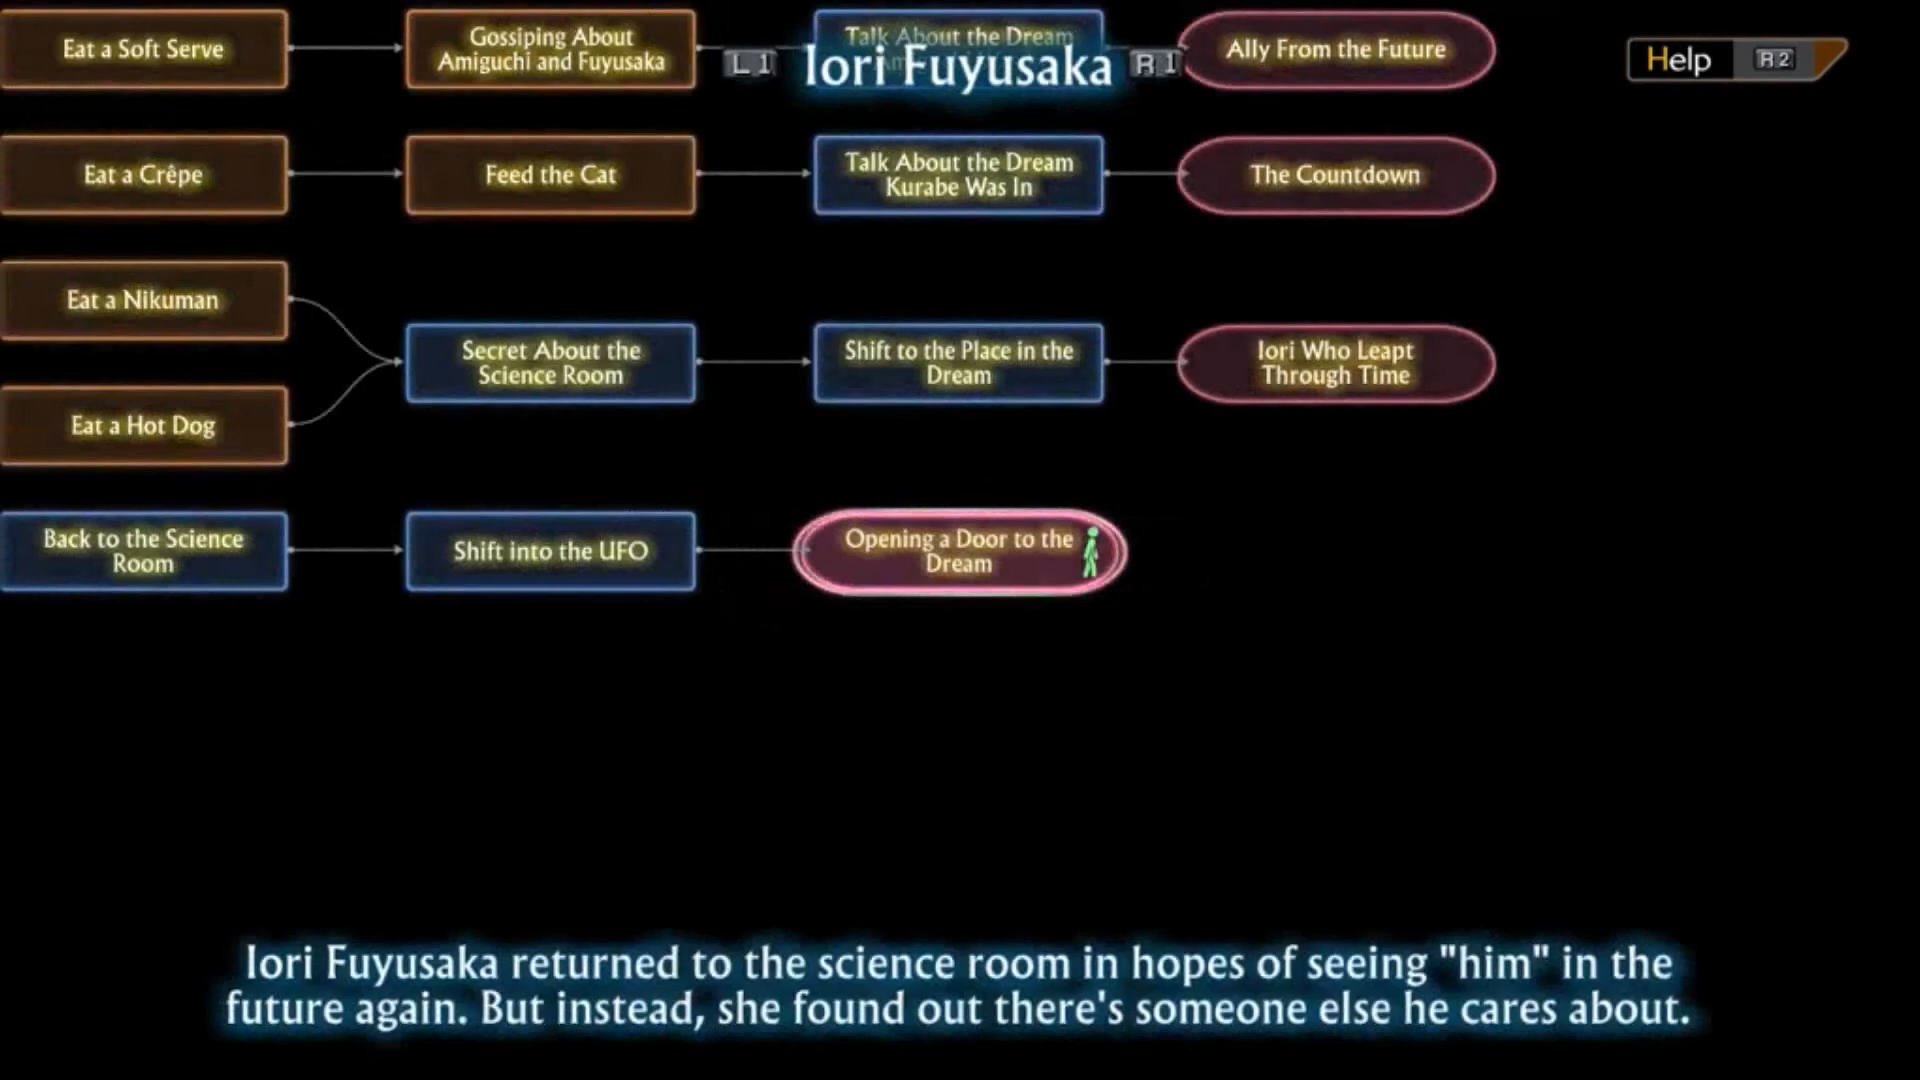 Eat a Soft Serve
Gossiping About
Amiguchi and Fuyusaka
Talk About the Dream
L1
Iori Fuyusaka
R1
Ally From the Future
Help
R2
Eat a Crêpe
Feed the Cat
Talk About the Dream
Kurabe Was In
The Countdown
Eat a Nikuman
Eat a Hot Dog
Secret About the
Science Room
Shift to the Place in the
Dream
Iori Who Leapt
Through Time
Back to the Science
Room
Shift into the UFO
Opening a Door to the
Dream
Iori Fuyusaka returned to the science room in hopes of seeing "him" in the
future again. But instead, she found out there's someone else he cares about.